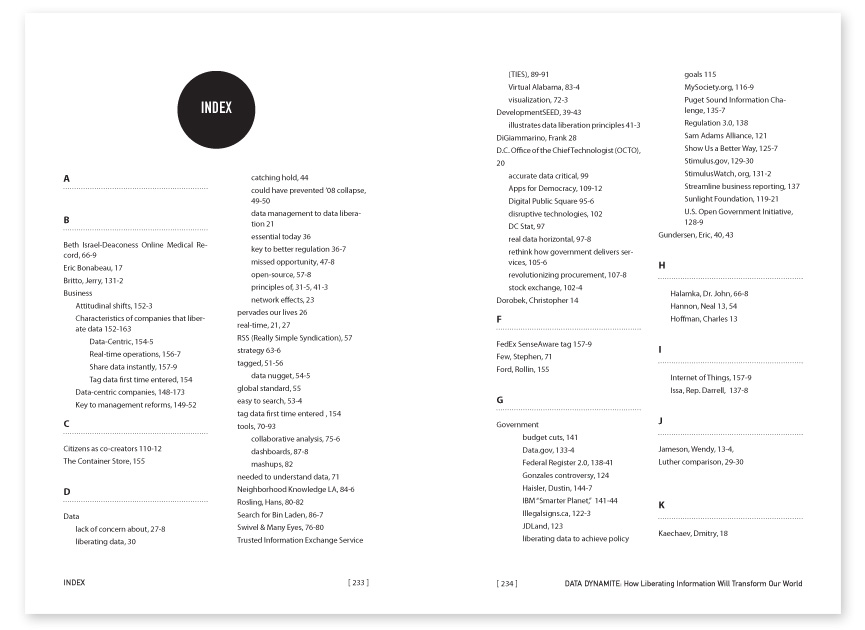 INDEX
A
B
Beth Israel-Deaconess Online Medical Re-
cord, 66-9
Eric Bonabeau, 17
Britto, Jerry, 131-2
Business
Attitudinal shifts, 152-3
Characteristics of companies that liber-
ate data 152-163
Data-Centric, 154-5
Real-time operations, 156-7
Share data instantly, 157-9
Tag data first time entered, 154
Data-centric companies, 148-173
Key to management reforms, 149-52
C
Citizens as co-creators 110-12
The Container Store, 155
D
Data
lack of concern about, 27-8
liberating data, 30
catching hold, 44
could have prevented '08 collapse,
49-50
data management to data libera-
tion 21
essential today 36
key to better regulation 36-7
missed opportunity, 47-8
open-source, 57-8
principles of, 31-5, 41-3
network effects, 23
pervades our lives 26
real-time, 21, 27
RSS (Really Simple Syndication), 57
strategy 63-6
tagged, 51-56
data nugget, 54-5
global standard, 55
easy to search, 53-4
tag data first time entered , 154
tools, 70-93
collaborative analysis, 75-6
dashboards, 87-8
mashups, 82
needed to understand data, 71
Neighborhood Knowledge LA, 84-6
Rosling, Hans, 80-82
Search for Bin Laden, 86-7
Swivel & Many Eyes, 76-80
Trusted Information Exchange Service
INDEX
[ 233 ]
(TIES), 89-91
Virtual Alabama, 83-4
visualization, 72-3
DevelopmentSEED, 39-43
illustrates data liberation principles 41-3
DiGiammarino, Frank 28
D.C. Office of the Chief Technologist (OCTO),
20
accurate data critical, 99
Apps for Democracy, 109-12
Digital Public Square 95-6
disruptive technologies, 102
DC Stat, 97
real data horizontal, 97-8
rethink how government delivers ser-
vices, 105-6
revolutionizing procurement, 107-8
stock exchange, 102-4
Dorobek, Christopher 14
F
FedEx SenseAware tag 157-9
Few, Stephen, 71
Ford, Rollin, 155
G
Government
budget cuts, 141
Data.gov, 133-4
Federal Register 2.0, 138-41
Gonzales controversy, 124
Haisler, Dustin, 144-7
IBM "Smarter Planet," 141-44
Illegalsigns.ca, 122-3
JDLand, 123
liberating data to achieve policy
goals 115
MySociety.org, 116-9
Puget Sound Information Cha-
lenge, 135-7
Regulation 3.0, 138
Sam Adams Alliance, 121
Show Us a Better Way, 125-7
Stimulus.gov, 129-30
StimulusWatch, org, 131-2
Streamline business reporting, 137
Sunlight Foundation, 119-21
U.S. Open Government Initiative,
128-9
Gundersen, Eric, 40, 43
H
Halamka, Dr. John, 66-8
Hannon, Neal 13, 54
Hoffman, Charles 13
I
Internet of Things, 157-9
Issa, Rep. Darrell, 137-8
J
Jameson, Wendy, 13-4,
Luther comparison, 29-30
K
Kaechaev, Dmitry, 18
[ 234 ]
DATA DYNAMITE: How Liberating Information Will Transform Our World